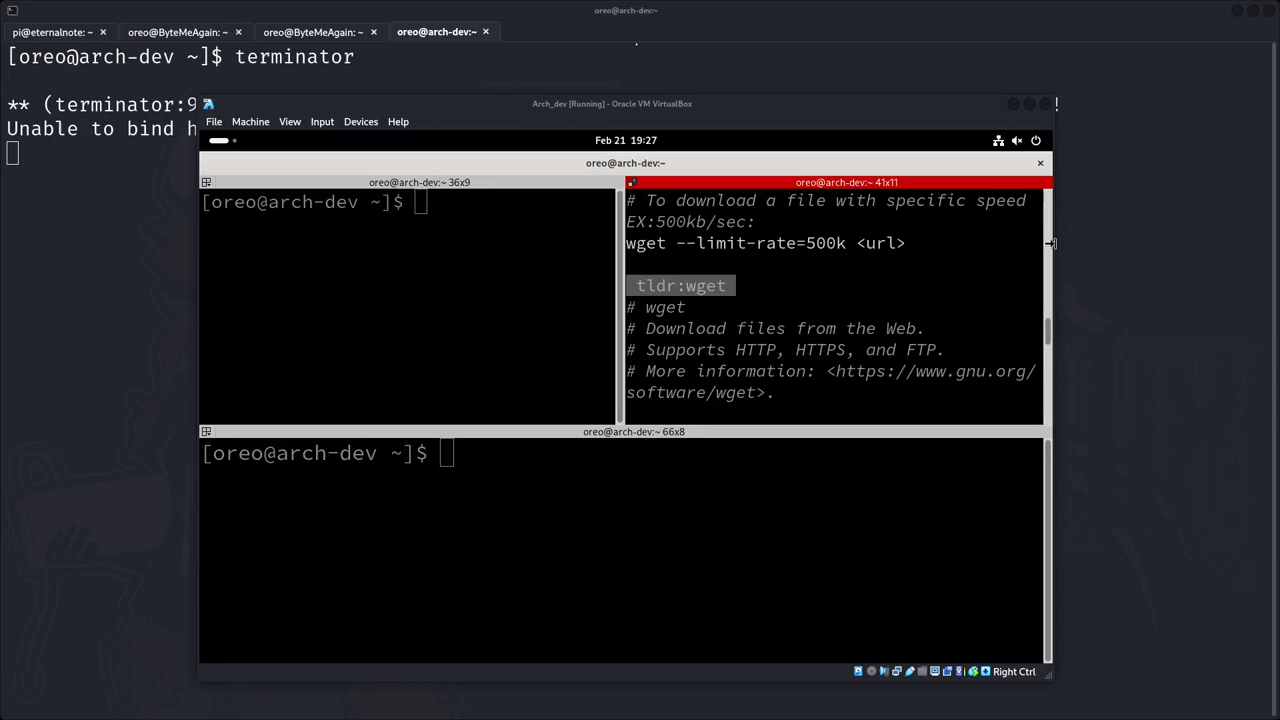 oreo@arch-dev:~
pi@eternalnote: ~ ×
oreo@ByteMeAgain: ~ ×
oreo@ByteMeAgain: ~ ×
oreo@arch-dev:~ ×
[oreo@arch-dev ~]$ terminator
** (terminator:9
Unable to bind h
!
Arch_dev [Running] - Oracle VM VirtualBox
File Machine View Input Devices Help
Feb 21 19:27
oreo@arch-dev:~
oreo@arch-dev:~ 36x9
[oreo@arch-dev ~]$
oreo@arch-dev:~ 41x11
# To download a file with specific speed
EX:500kb/sec:
wget --limit-rate=500k <url>
tldr:wget
# wget
# Download files from the Web.
# Supports HTTP, HTTPS, and FTP.
# More information: <https://www.gnu.org/
software/wget>.
oreo@arch-dev:~ 66x8
[oreo@arch-dev ~]$
Right Ctrl